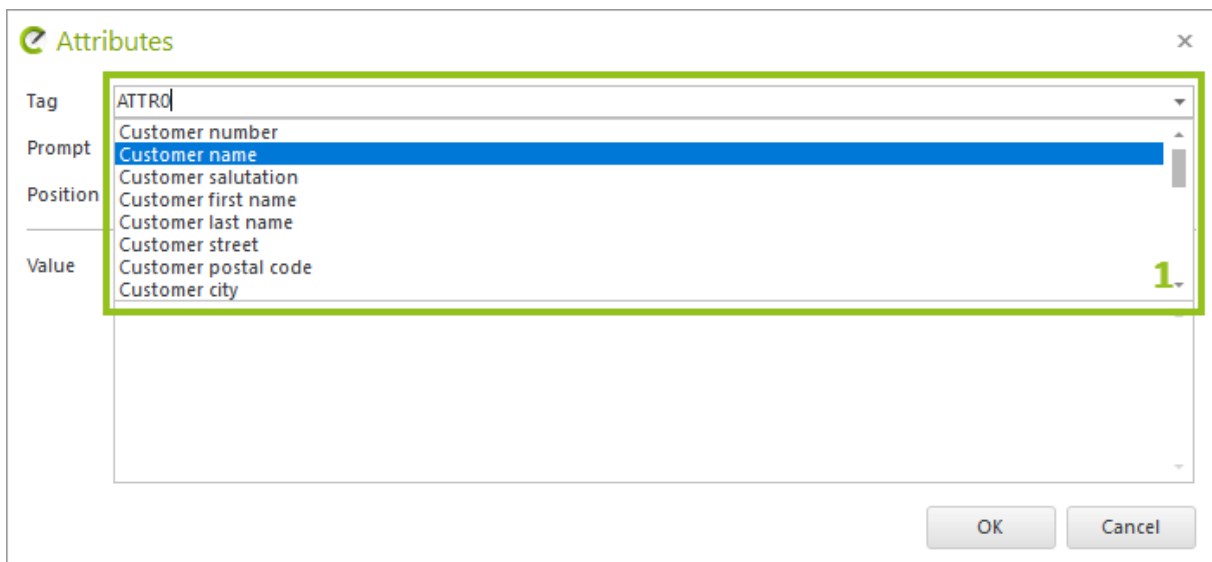 Attributes
Tag ATTR0
Prompt
Position
Value
Customer number
Customer name
Customer salutation
Customer first name
Customer last name
Customer street
Customer postal code
Customer city
1
OK Cancel